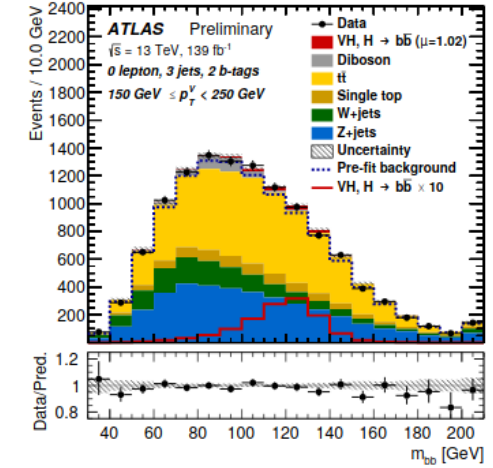 ATLAS Preliminary
√s = 13 TeV, 139 fb⁻¹
0 lepton, 3 jets, 2 b-tags
150 GeV ≤ p_T^V < 250 GeV
Data
VH, H → bb̄ (μ=1.02)
Diboson
tt̄
Single top
W+jets
Z+jets
Uncertainty
Pre-fit background
VH, H → bb̄ × 10
Events / 10.0 GeV
2400
2200
2000
1800
1600
1400
1200
1000
800
600
400
200
Data/Pred.
1.2
1
0.8
40 60 80 100 120 140 160 180 200
m_bb [GeV]